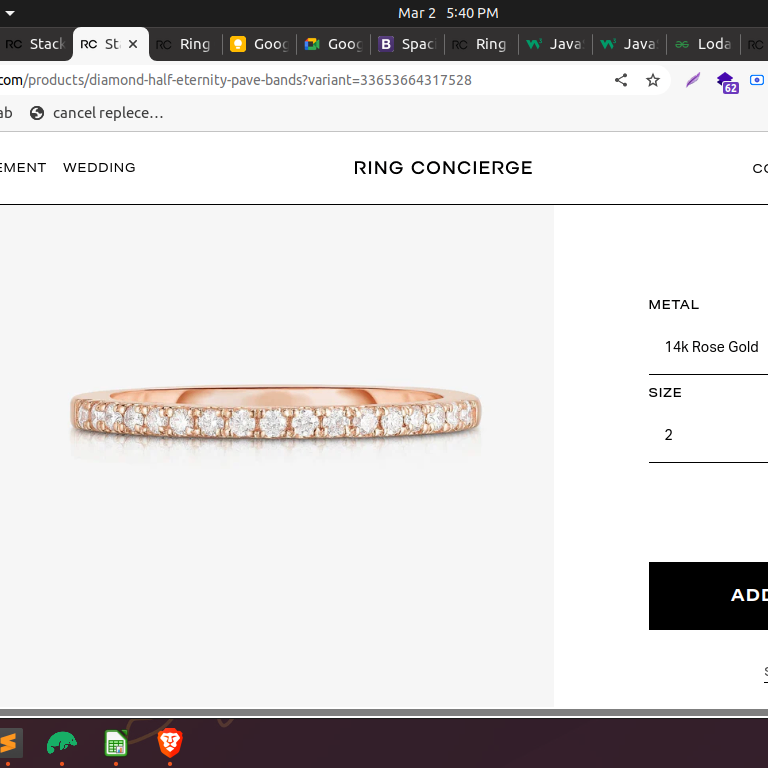 Mar 2 5:40 PM
RC Stack RC St RC Ring Goog Goog B Spac RC Ring Java Java Loda RC
com/products/diamond-half-eternity-pave-bands?variant=33653664317528
62
ab cancel replece…
EMENT WEDDING RING CONCIERGE CO
METAL
14k Rose Gold
SIZE
2
ADD
S